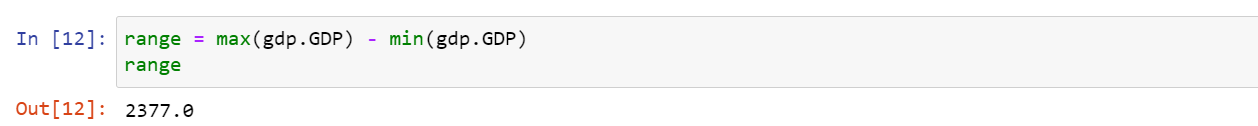 In [12]: range = max(gdp.GDP) - min(gdp.GDP)
range
Out[12]: 2377.0